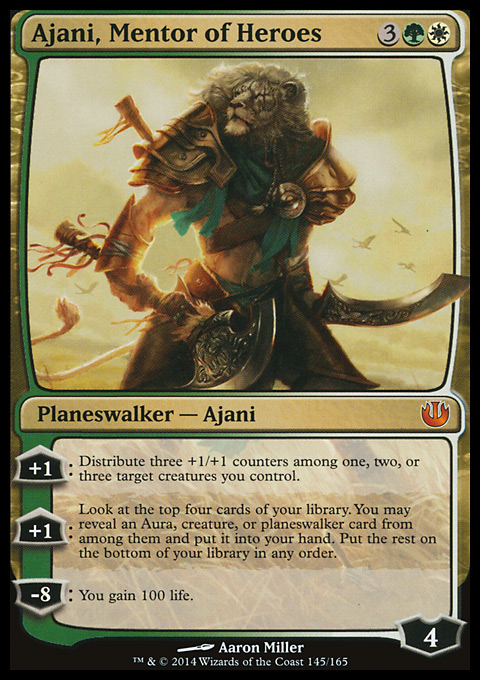 Ajani, Mentor of Heroes 3
Planeswalker — Ajani
+1 : Distribute three +1/+1 counters among one, two, or
three target creatures you control.
Look at the top four cards of your library. You may
reveal an Aura, creature, or planeswalker card from
+1 : among them and put it into your hand. Put the rest on
the bottom of your library in any order.
-8 : You gain 100 life.
4
Aaron Miller
™ & © 2014 Wizards of the Coast 145/165